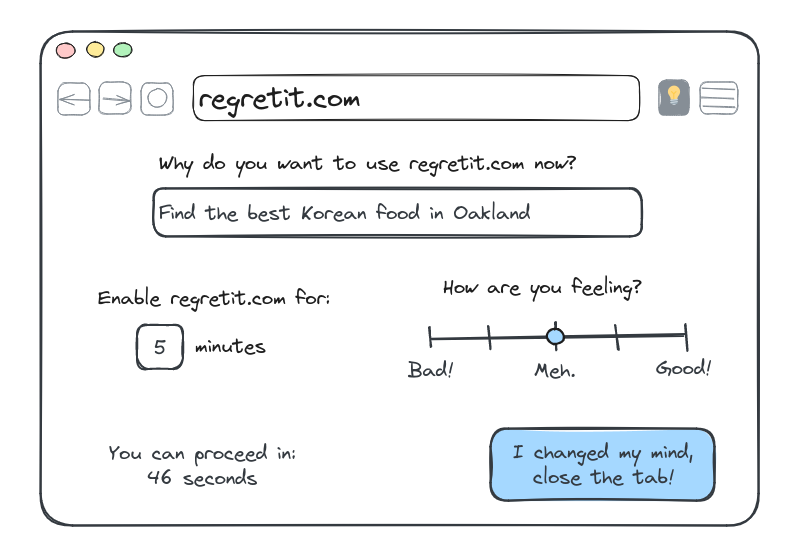 regretit.com
Why do you want to use regretit.com now?
Find the best Korean food in Oakland
Enable regretit.com for:
5 minutes
How are you feeling?
Bad! Meh. Good!
You can proceed in:
46 seconds
I changed my mind,
close the tab!